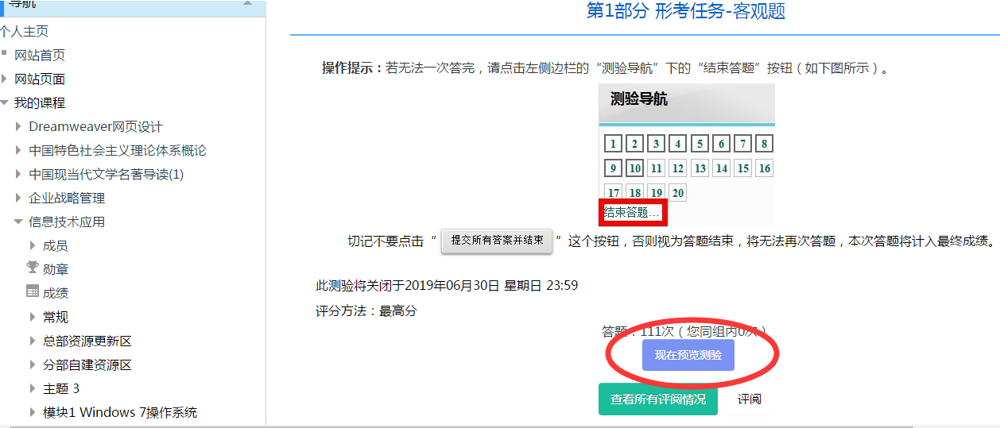 导航
个人主页
网站首页
网站页面
我的课程
Dreamweaver网页设计
中国特色社会主义理论体系概论
中国现当代文学名著导读(1)
企业战略管理
信息技术应用
成员
勋章
成绩
常规
总部资源更新区
分部自建资源区
主题 3
模块1 Windows 7操作系统
第1部分 形考任务-客观题
操作提示：若无法一次答完，请点击左侧边栏的“测验导航”下的“结束答题”按钮（如下图所示）。
测验导航
1 2 3 4 5 6 7 8
9 10 11 12 13 14 15 16
17 18 19 20
结束答题...
切记不要点击“ 提交所有答案并结束 ”这个按钮，否则视为答题结束，将无法再次答题，本次答题将计入最终成绩。
此测验将关闭于2019年06月30日 星期日 23:59
评分方法：最高分
答题：111次（您同组内0次）
现在预览测验
查看所有评阅情况 评阅